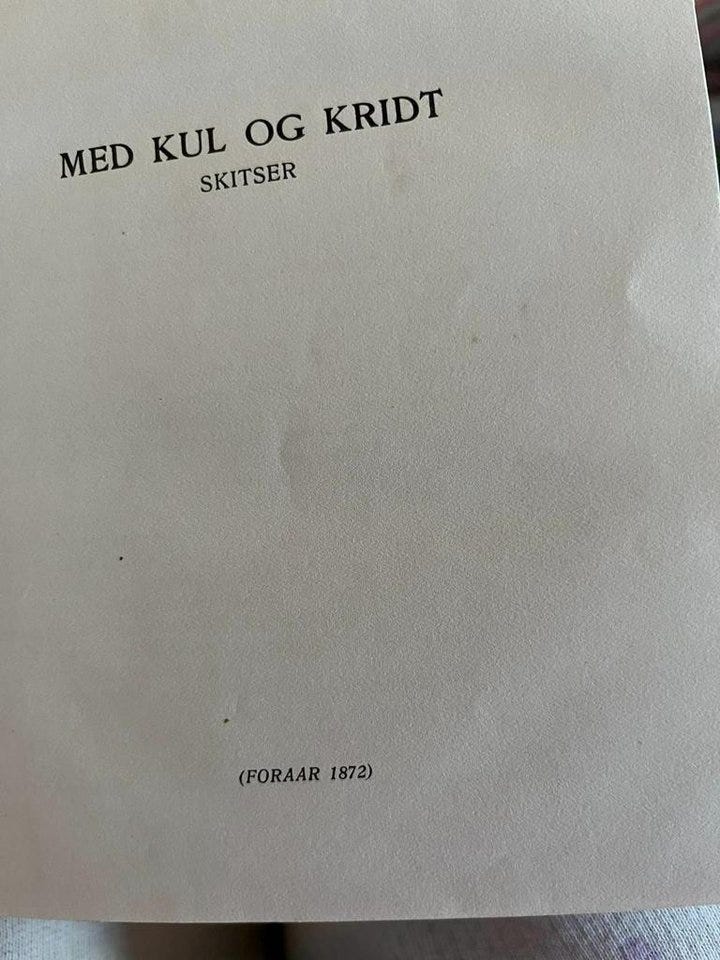 MED KUL OG KRIDT
SKITSER
(FORAAR 1872)